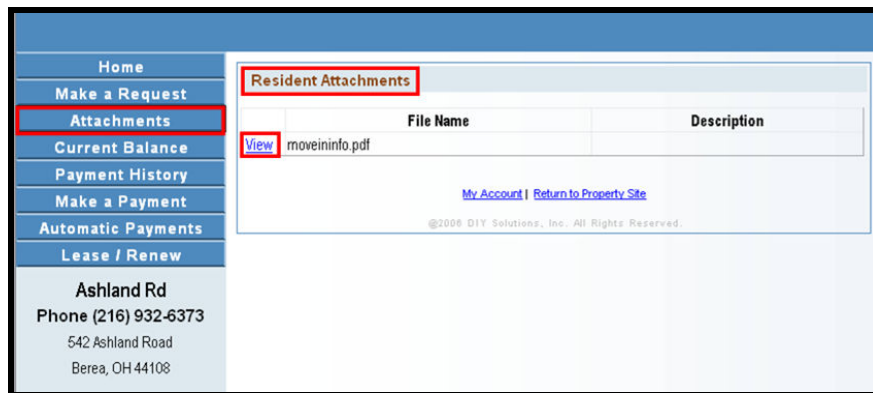 Home
Make a Request
Attachments
Current Balance
Payment History
Make a Payment
Automatic Payments
Lease / Renew
Ashland Rd
Phone (216) 932-6373
542 Ashland Road
Berea, OH 44108
Resident Attachments
File Name Description
View moveininfo.pdf
My Account | Return to Property Site
@2006 DIY Solutions, Inc. All Rights Reserved.